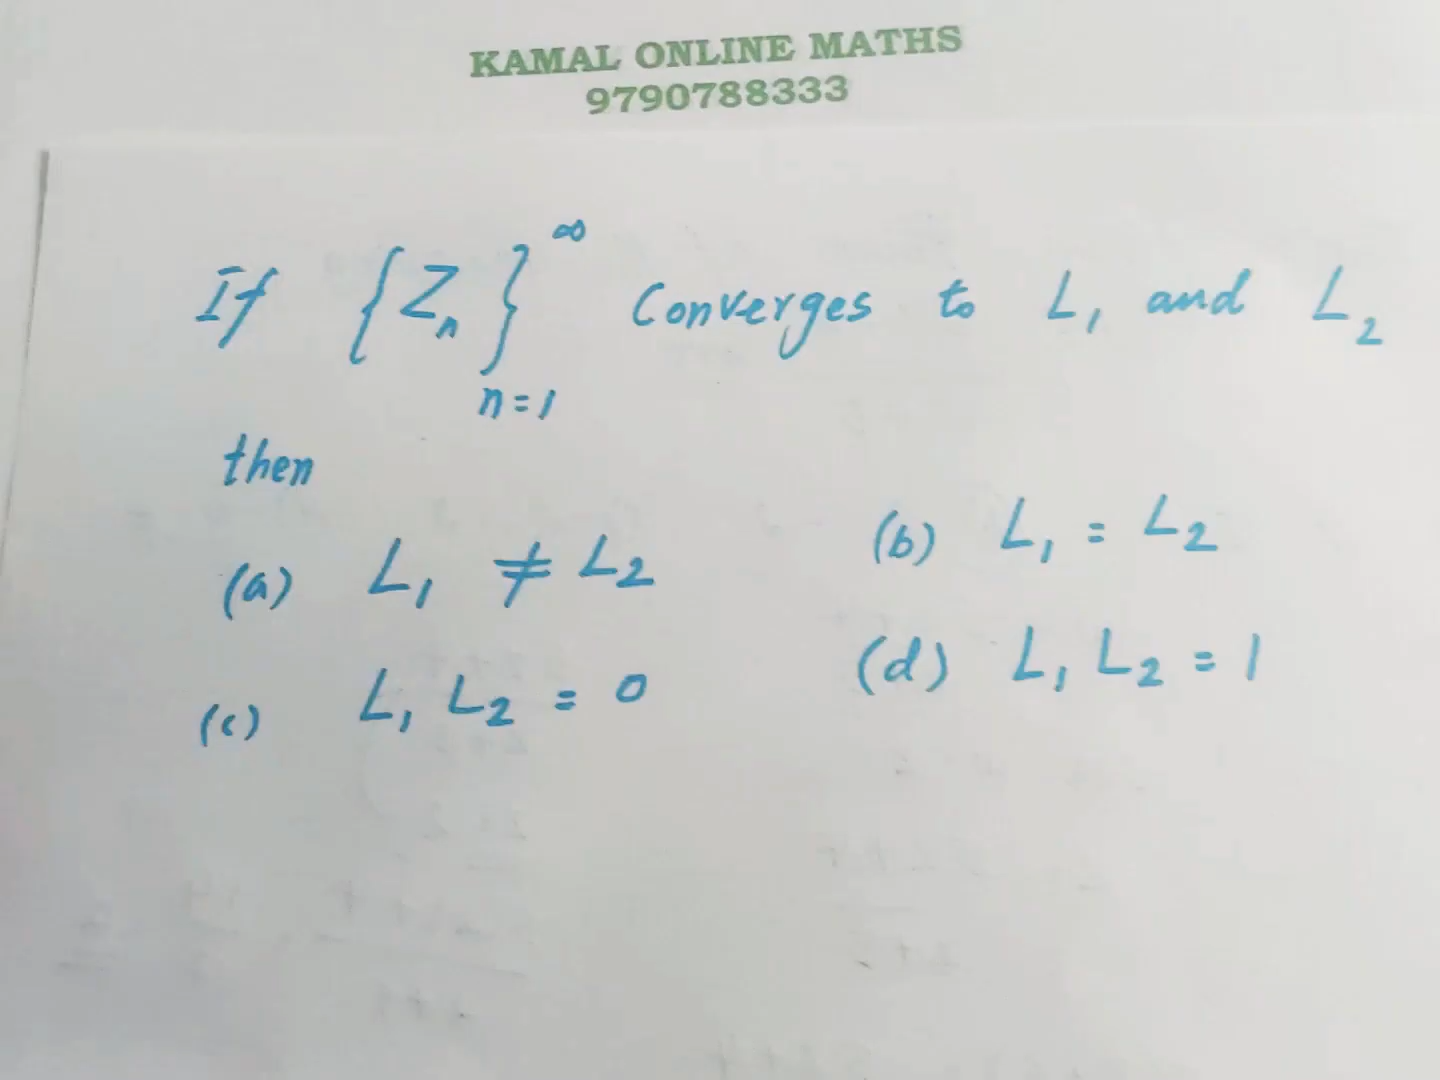 KAMAL ONLINE MATHS
9790788333
If {Zₙ}^∞_{n=1} Converges to L₁ and L₂
then
(a) L₁ ≠ L₂ (b) L₁ = L₂
(c) L₁ L₂ = 0 (d) L₁ L₂ = 1